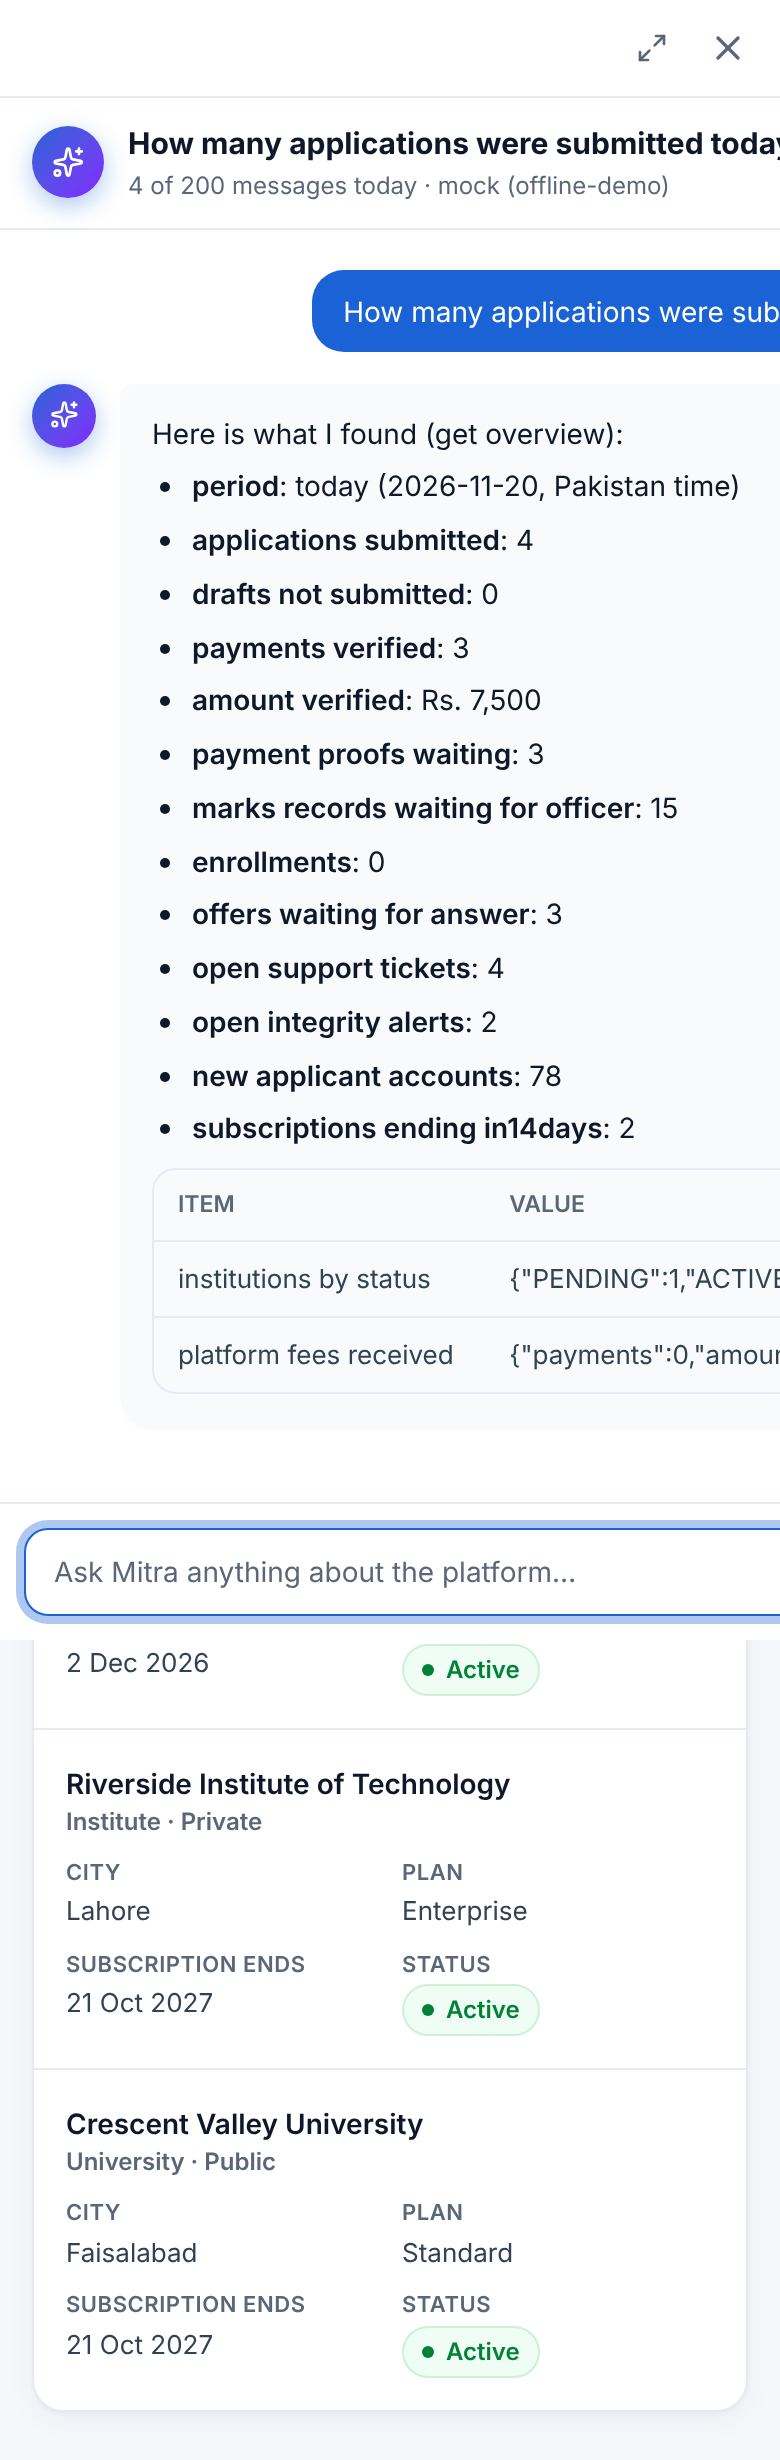 How many applications were submitted today
4 of 200 messages today · mock (offline-demo)
How many applications were sub
Here is what I found (get overview):
• period: today (2026-11-20, Pakistan time)
• applications submitted: 4
• drafts not submitted: 0
• payments verified: 3
• amount verified: Rs. 7,500
• payment proofs waiting: 3
• marks records waiting for officer: 15
• enrollments: 0
• offers waiting for answer: 3
• open support tickets: 4
• open integrity alerts: 2
• new applicant accounts: 78
• subscriptions ending in14days: 2
ITEM VALUE
institutions by status {"PENDING":1,"ACTIVE
platform fees received {"payments":0,"amoun
Ask Mitra anything about the platform...
2 Dec 2026 Active
Riverside Institute of Technology
Institute · Private
CITY PLAN
Lahore Enterprise
SUBSCRIPTION ENDS STATUS
21 Oct 2027 Active
Crescent Valley University
University · Public
CITY PLAN
Faisalabad Standard
SUBSCRIPTION ENDS STATUS
21 Oct 2027 Active